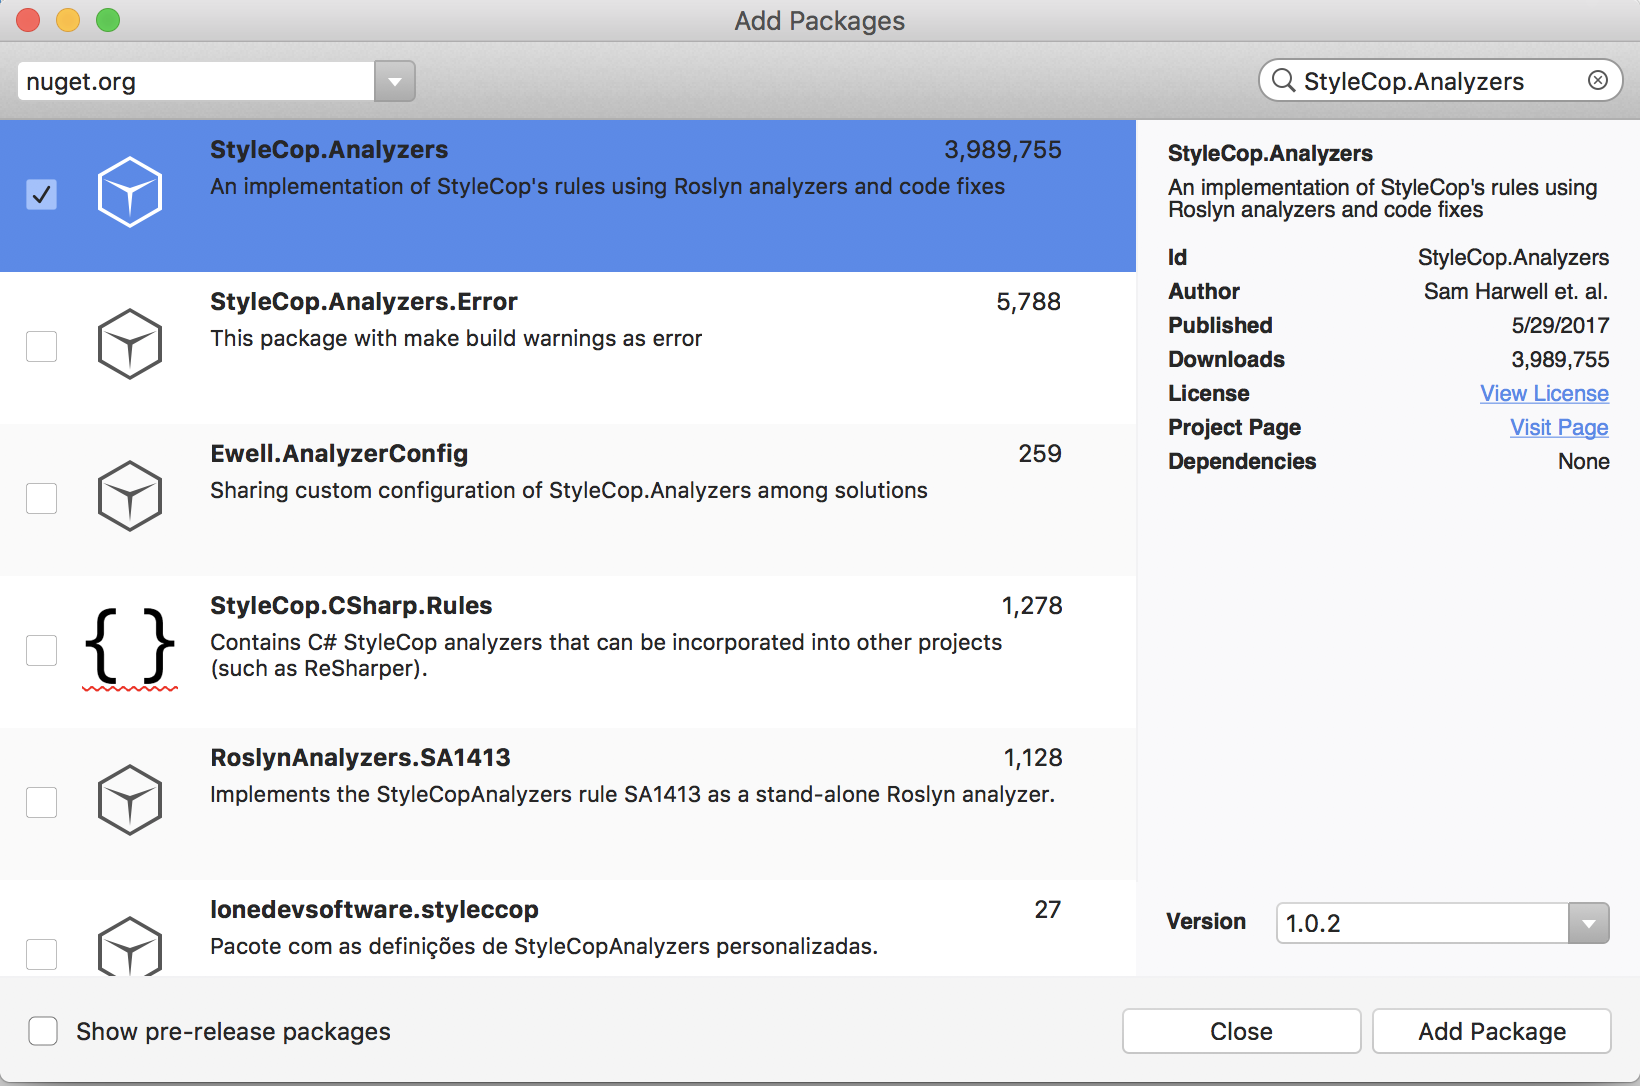 Add Packages
nuget.org
StyleCop.Analyzers
StyleCop.Analyzers 3,989,755
An implementation of StyleCop's rules using Roslyn analyzers and code fixes
StyleCop.Analyzers.Error 5,788
This package with make build warnings as error
Ewell.AnalyzerConfig 259
Sharing custom configuration of StyleCop.Analyzers among solutions
{ }
StyleCop.CSharp.Rules 1,278
Contains C# StyleCop analyzers that can be incorporated into other projects
(such as ReSharper).
RoslynAnalyzers.SA1413 1,128
Implements the StyleCopAnalyzers rule SA1413 as a stand-alone Roslyn analyzer.
lonedevsoftware.styleccop 27
Pacote com as definições de StyleCopAnalyzers personalizadas.
StyleCop.Analyzers
An implementation of StyleCop's rules using
Roslyn analyzers and code fixes
Id StyleCop.Analyzers
Author Sam Harwell et. al.
Published 5/29/2017
Downloads 3,989,755
License View License
Project Page Visit Page
Dependencies None
Version 1.0.2
Show pre-release packages
Close
Add Package